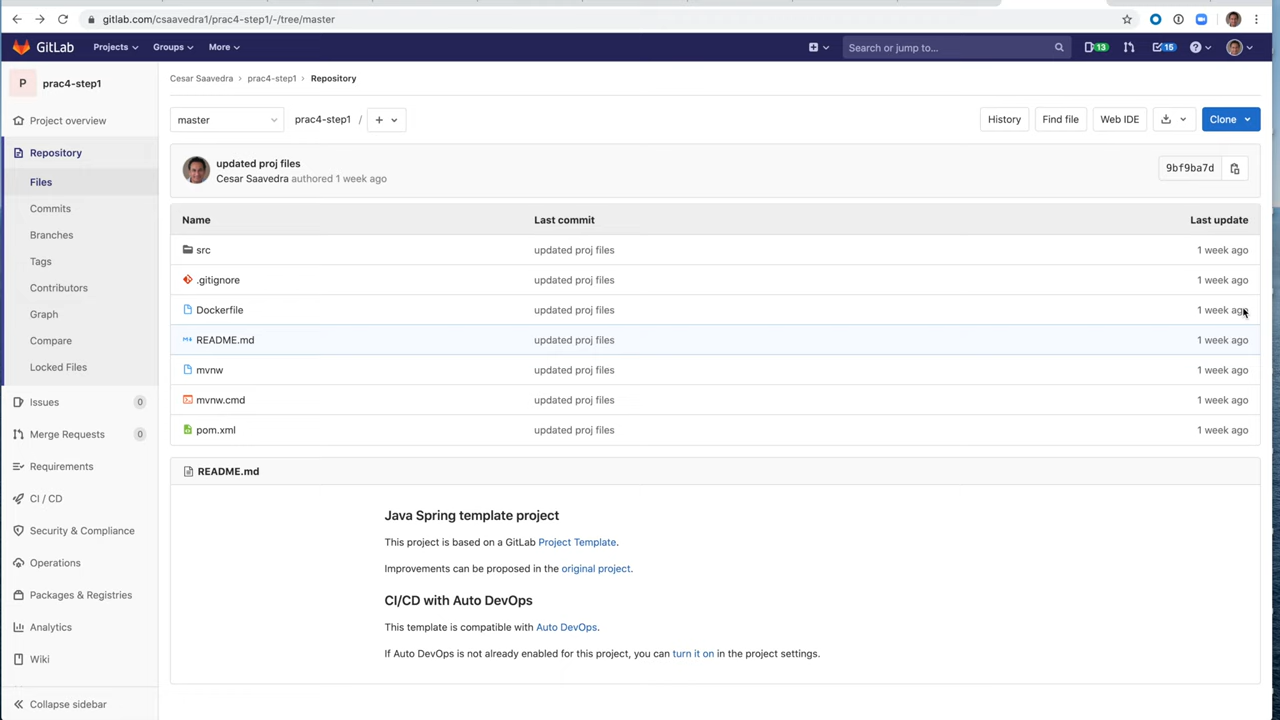 gitlab.com/csaavedra1/prac4-step1/-/tree/master
GitLab Projects Groups More Search or jump to... 13 15
P prac4-step1
Project overview
Repository
Files
Commits
Branches
Tags
Contributors
Graph
Compare
Locked Files
Issues 0
Merge Requests 0
Requirements
CI / CD
Security & Compliance
Operations
Packages & Registries
Analytics
Wiki
Collapse sidebar
Cesar Saavedra › prac4-step1 › Repository
master prac4-step1 / + History Find file Web IDE Clone
updated proj files
Cesar Saavedra authored 1 week ago
9bf9ba7d
Name Last commit Last update
src updated proj files 1 week ago
.gitignore updated proj files 1 week ago
Dockerfile updated proj files 1 week ago
README.md updated proj files 1 week ago
mvnw updated proj files 1 week ago
mvnw.cmd updated proj files 1 week ago
pom.xml updated proj files 1 week ago
README.md
Java Spring template project
This project is based on a GitLab Project Template.
Improvements can be proposed in the original project.
CI/CD with Auto DevOps
This template is compatible with Auto DevOps.
If Auto DevOps is not already enabled for this project, you can turn it on in the project settings.